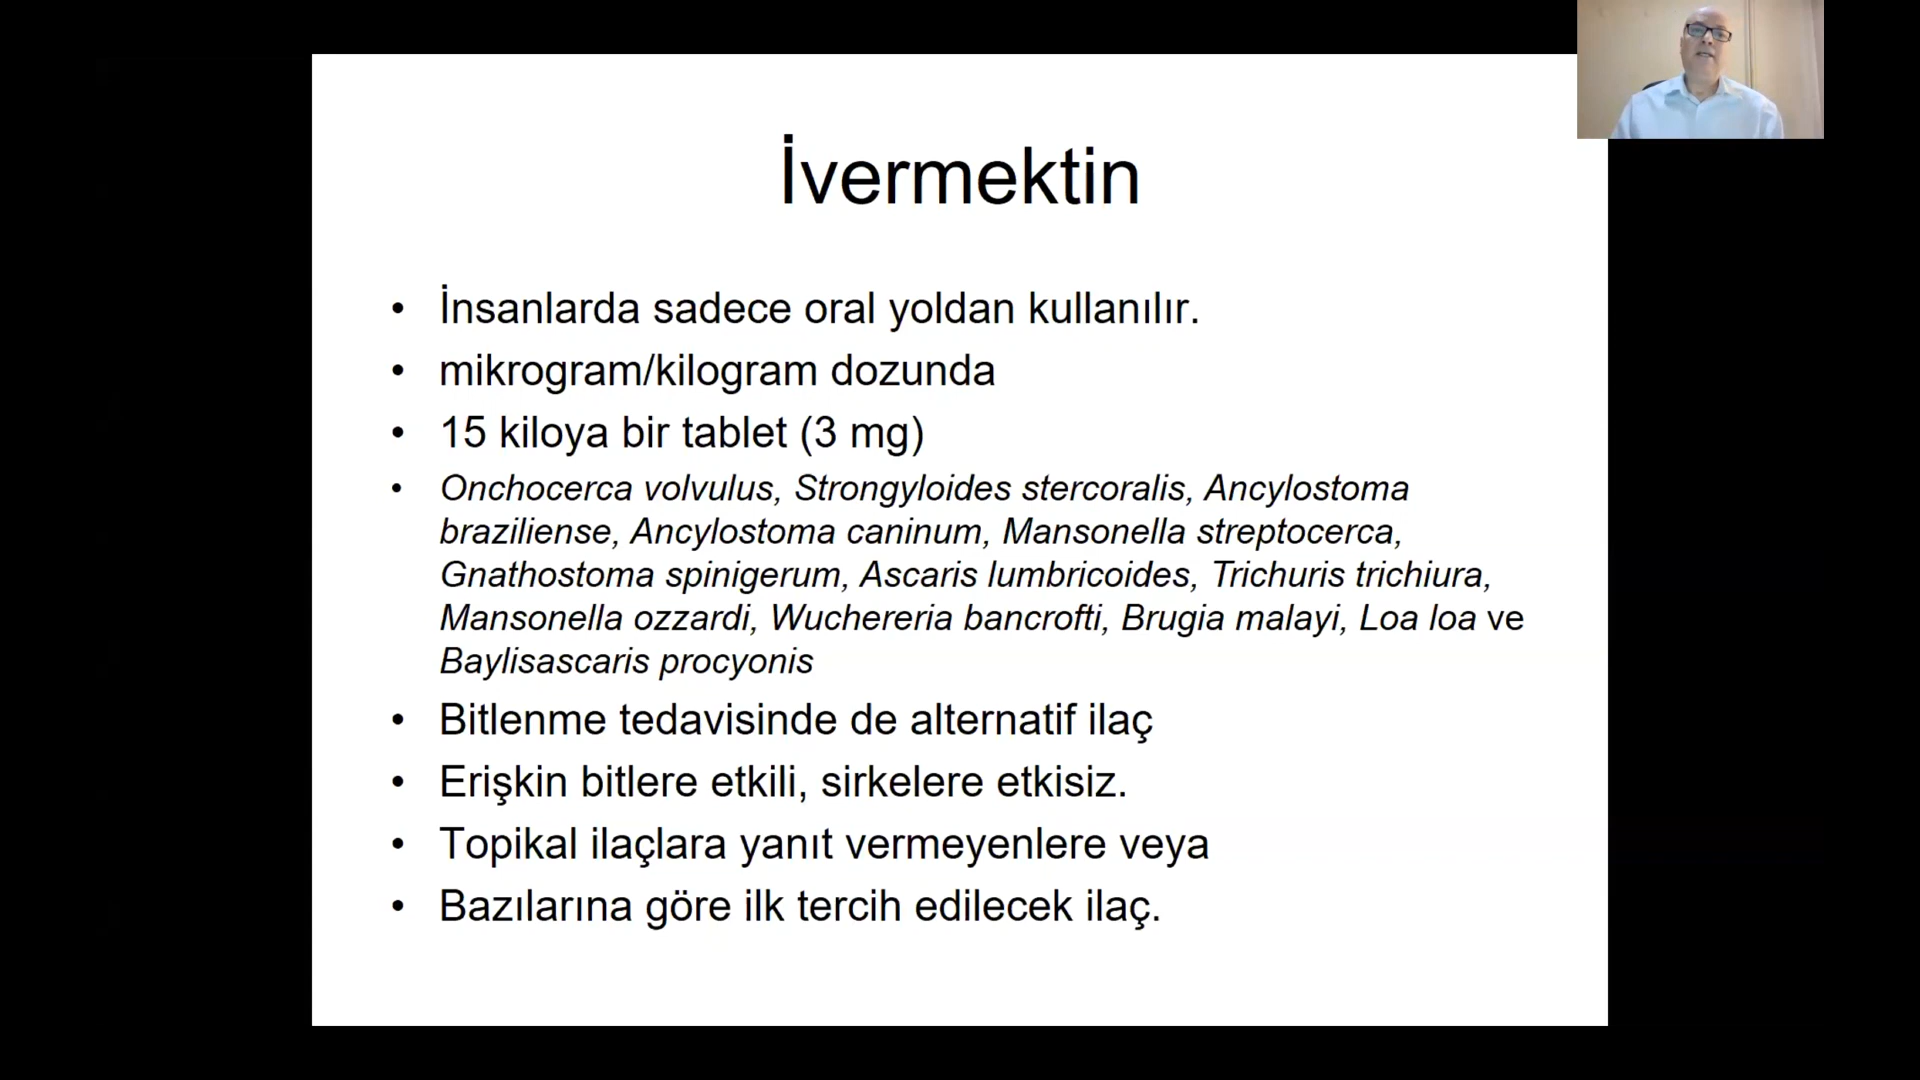 İvermektin
• İnsanlarda sadece oral yoldan kullanılır.
• mikrogram/kilogram dozunda
• 15 kiloya bir tablet (3 mg)
• Onchocerca volvulus, Strongyloides stercoralis, Ancylostoma
braziliense, Ancylostoma caninum, Mansonella streptocerca,
Gnathostoma spinigerum, Ascaris lumbricoides, Trichuris trichiura,
Mansonella ozzardi, Wuchereria bancrofti, Brugia malayi, Loa loa ve
Baylisascaris procyonis
• Bitlenme tedavisinde de alternatif ilaç
• Erişkin bitlere etkili, sirkelere etkisiz.
• Topikal ilaçlara yanıt vermeyenlere veya
• Bazılarına göre ilk tercih edilecek ilaç.